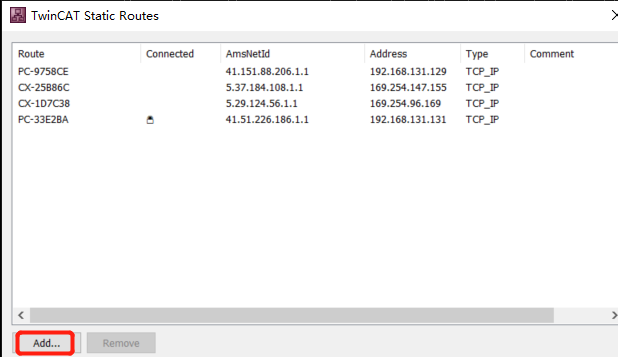 TwinCAT Static Routes
Route Connected AmsNetId Address Type Comment
PC-9758CE 41.151.88.206.1.1 192.168.131.129 TCP_IP
CX-25B86C 5.37.184.108.1.1 169.254.147.155 TCP_IP
CX-1D7C38 5.29.124.56.1.1 169.254.96.169 TCP_IP
PC-33E2BA 41.51.226.186.1.1 192.168.131.131 TCP_IP
Add... Remove